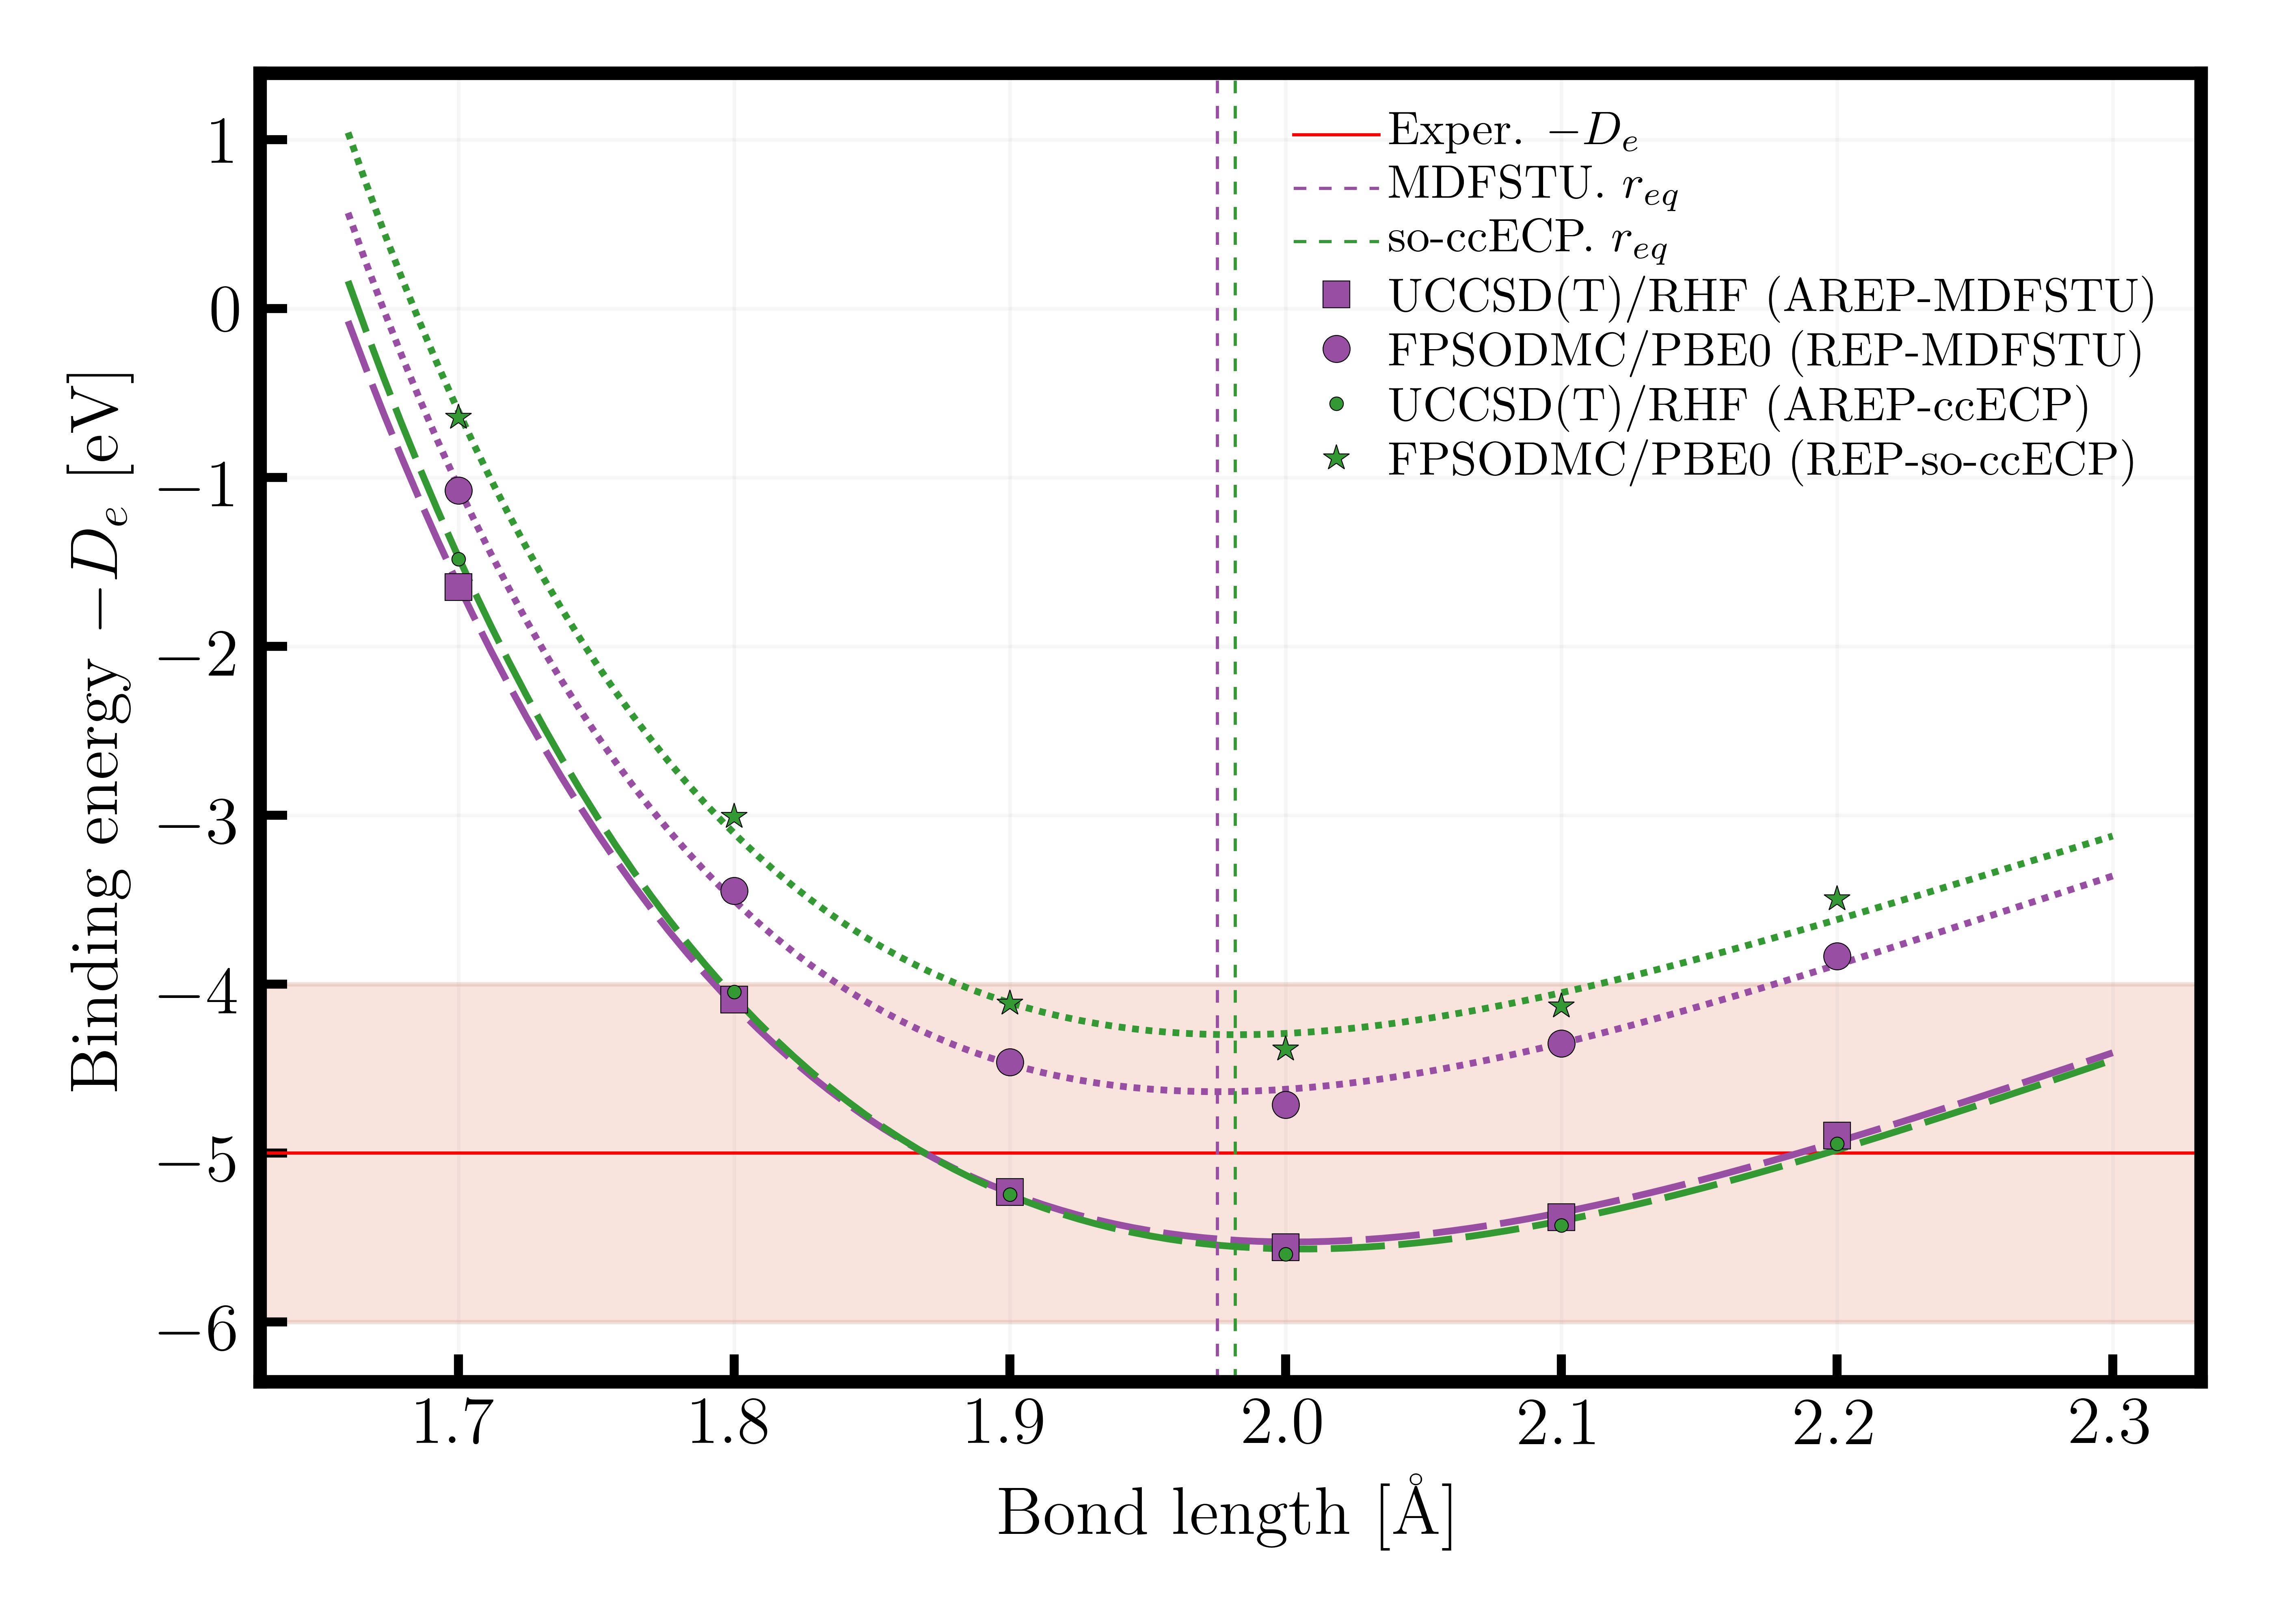 Exper. −Dₑ
MDFSTU. r_eq
so-ccECP. r_eq
UCCSD(T)/RHF (AREP-MDFSTU)
FPSODMC/PBE0 (REP-MDFSTU)
UCCSD(T)/RHF (AREP-ccECP)
FPSODMC/PBE0 (REP-so-ccECP)
Binding energy −Dₑ [eV]
1
0
−1
−2
−3
−4
−5
−6
1.7 1.8 1.9 2.0 2.1 2.2 2.3
Bond length [Å]